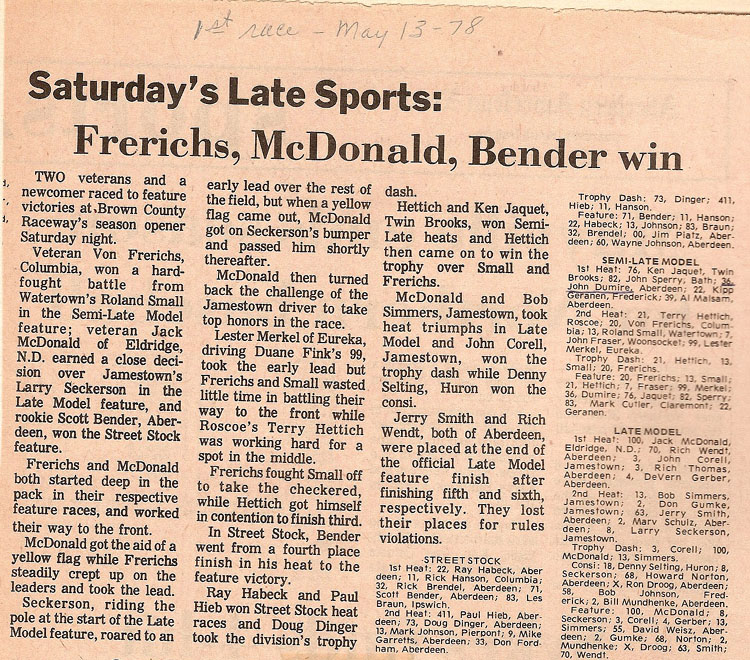 1st race - May 13-78
Saturday's Late Sports:
Frerichs, McDonald, Bender win
TWO veterans and a
newcomer raced to feature
victories at Brown County
Raceway's season opener
Saturday night.
Veteran Von Frerichs,
Columbia, won a hard-
fought battle from
Watertown's Roland Small
in the Semi-Late Model
feature; veteran Jack
McDonald of Eldridge,
N.D. earned a close deci-
sion over Jamestown's
Larry Seckerson in the
Late Model feature, and
rookie Scott Bender, Aber-
deen, won the Street Stock
feature.
Frerichs and McDonald
both started deep in the
pack in their respective
feature races, and worked
their way to the front.
McDonald got the aid of a
yellow flag while Frerichs
steadily crept up on the
leaders and took the lead.
Seckerson, riding the
pole at the start of the Late
Model feature, roared to an
early lead over the rest of
the field, but when a yellow
flag came out, McDonald
got on Seckerson's bumper
and passed him shortly
thereafter.
McDonald then turned
back the challenge of the
Jamestown driver to take
top honors in the race.
Lester Merkel of Eureka,
driving Duane Fink's 99,
took the early lead but
Frerichs and Small wasted
little time in battling their
way to the front while
Roscoe's Terry Hettich
was working hard for a
spot in the middle.
Frerichs fought Small off
to take the checkered,
while Hettich got himself
in contention to finish third.
In Street Stock, Bender
went from a fourth place
finish in his heat to the
feature victory.
Ray Habeck and Paul
Hieb won Street Stock heat
races and Doug Dinger
took the division's trophy
dash.
Hettich and Ken Jaquet,
Twin Brooks, won Semi-
Late heats and Hettich
then came on to win the
trophy over Small and
Frerichs.
McDonald and Bob
Simmers, Jamestown, took
heat triumphs in Late
Model and John Corell,
Jamestown, won the
trophy dash while Denny
Selting, Huron won the
consi.
Jerry Smith and Rich
Wendt, both of Aberdeen,
were placed at the end of
the official Late Model
feature finish after
finishing fifth and sixth,
respectively. They lost
their places for rules
violations.
STREET STOCK
1st Heat: 22, Ray Habeck, Aber
deen; 11, Rick Hanson, Columbia;
32, Rick Brendel, Aberdeen; 71,
Scott Bender, Aberdeen; 83, Les
Braun, Ipswich.
2nd Heat: 411, Paul Hieb, Aber-
deen; 73, Doug Dinger, Aberdeen;
13, Mark Johnson, Pierpont; 9, Mike
Garretts, Aberdeen; 33, Don Ford-
ham, Aberdeen.
Trophy Dash: 73, Dinger; 411,
Hieb; 11, Hanson.
Feature: 71, Bender; 11, Hanson;
22, Habeck; 13, Johnson; 83, Braun;
32, Brendel; 00, Jim Platz, Aber-
deen; 60, Wayne Johnson, Aberdeen.
SEMI-LATE MODEL
1st Heat: 76, Ken Jaquet, Twin
Brooks; 82, John Sperry, Bath; 36,
John Dumire, Aberdeen; 22, Kipp
Geranen, Frederick; 39, Al Malsam,
Aberdeen.
2nd Heat: 21, Terry Hettich,
Roscoe; 20, Von Frerichs, Colum-
bia; 13, Roland Small, Watertown; 7,
John Fraser, Woonsocket; 99, Lester
Merkel, Eureka.
Trophy Dash: 21, Hettich, 13,
Small; 20, Frerichs.
Feature: 20, Frerichs; 13, Small;
21, Hettich; 7, Fraser; 99, Merkel;
36, Dumire; 76, Jaquet; 82, Sperry;
83, Mark Cutler, Claremont; 22,
Geranen.
LATE MODEL
1st Heat: 100, Jack McDonald,
Eldridge, N.D.; 70, Rich Wendt,
Aberdeen; 3, John Corell,
Jamestown; 3, Rich Thomas,
Aberdeen; 4, DeVern Gerber,
Aberdeen.
2nd Heat: 13, Bob Simmers,
Jamestown; 2, Don Gumke,
Jamestown; 63, Jerry Smith,
Aberdeen; 2, Marv Schulz, Aber-
deen; 8, Larry Seckerson,
Jamestown.
Trophy Dash: 3, Corell; 100,
McDonald; 13, Simmers.
Consi: 18, Denny Selting, Huron; 8,
Seckerson; 68, Howard Norton,
Aberdeen; X, Ron Droog, Aberdeen;
58, Bob Johnson, Fred-
erick; 2, Bill Mundhenke, Aberdeen.
Feature: 100, McDonald; 8,
Seckerson; 3, Corell; 4, Gerber; 13,
Simmers; 55, David Weisz, Aber-
deen; 2, Gumke; 68, Norton; 2,
Mundhenke; X, Droog; 63, Smith;
70, Wendt.